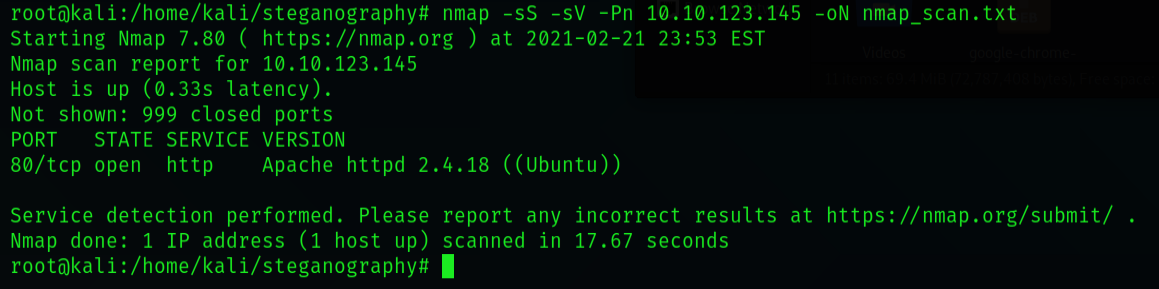 root@kali:/home/kali/steganography# nmap -sS -sV -Pn 10.10.123.145 -oN nmap_scan.txt
Starting Nmap 7.80 ( https://nmap.org ) at 2021-02-21 23:53 EST
Nmap scan report for 10.10.123.145
Host is up (0.33s latency).
Not shown: 999 closed ports
PORT   STATE SERVICE VERSION
80/tcp open  http    Apache httpd 2.4.18 ((Ubuntu))
Videos google-chrome-
Service detection performed. Please report any incorrect results at https://nmap.org/submit/ .
Nmap done: 1 IP address (1 host up) scanned in 17.67 seconds
root@kali:/home/kali/steganography#